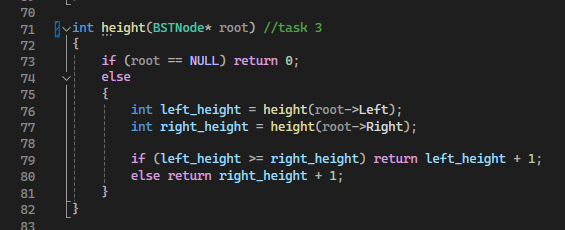 70
71 int height(BSTNode* root) //task 3
72 {
73 if (root == NULL) return 0;
74 else
75 {
76 int left_height = height(root->Left);
77 int right_height = height(root->Right);
78
79 if (left_height >= right_height) return left_height + 1;
80 else return right_height + 1;
81 }
82 }
83